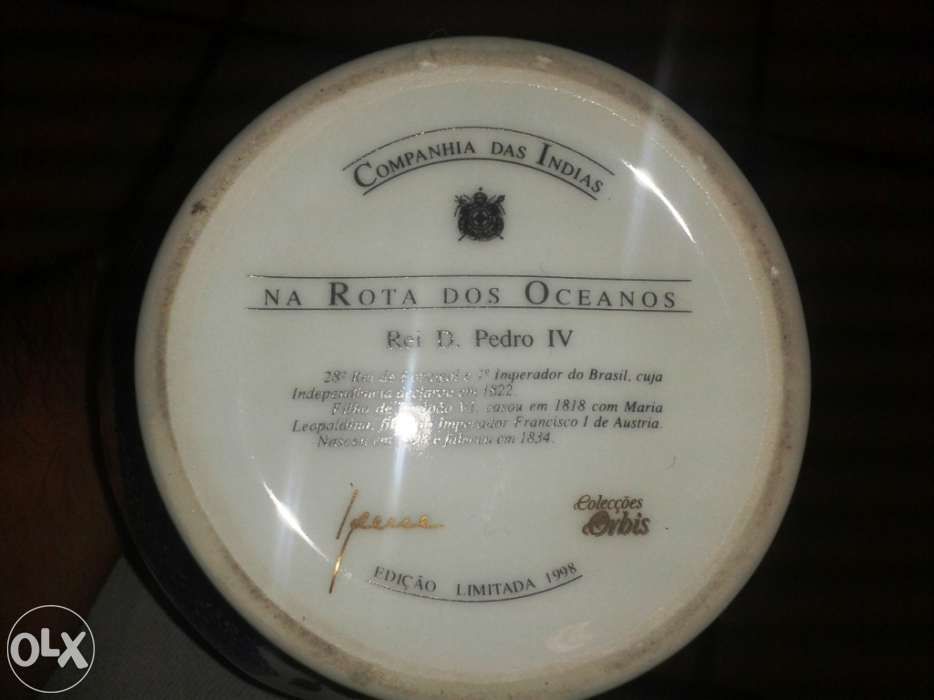 COMPANHIA DAS INDIAS
NA ROTA DOS OCEANOS
Rei D. Pedro IV
28º Rei de Portugal e 1º Imperador do Brasil, cuja
Independência declarou em 1822.
Filho de D. João VI, casou em 1818 com Maria
Leopoldina, filha do Imperador Francisco I de Austria.
Nasceu em e faleceu em 1834.
Colecções
Orbis
EDIÇÃO LIMITADA 1998
OLX